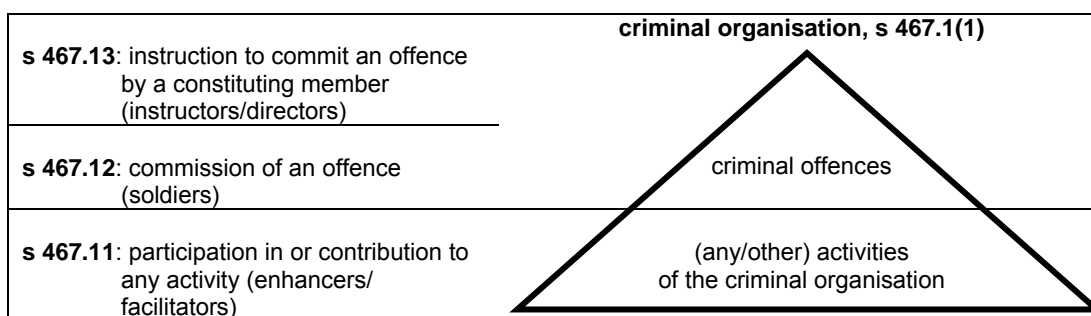 criminal organisation, s 467.1(1)
s 467.13: instruction to commit an offence
by a constituting member
(instructors/directors)
s 467.12: commission of an offence
(soldiers)
criminal offences
s 467.11: participation in or contribution to
any activity (enhancers/
facilitators)
(any/other) activities
of the criminal organisation